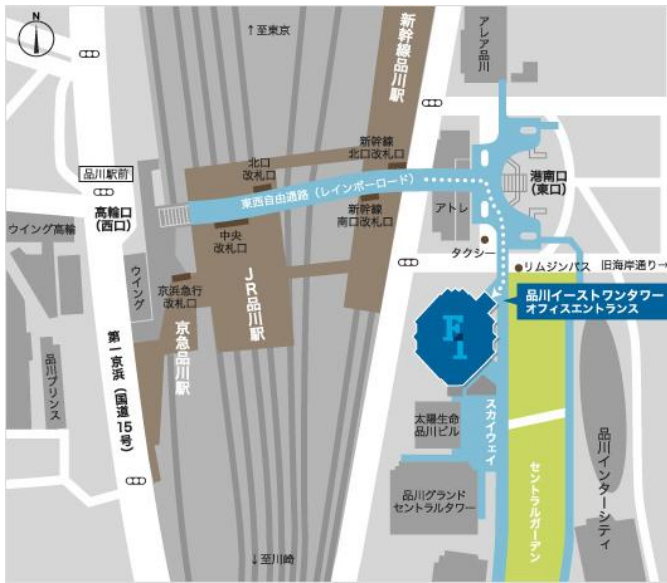 N
↑至東京
新幹線品川駅
アレア品川
北口
改札口
新幹線
北口改札口
品川駅前
高輪口
(西口)
東西自由通路(レインボーロード)
港南口
(東口)
ウイング高輪
中央
改札口
新幹線
南口改札口
アトレ
タクシー
ウイング
京浜急行
改札口
JR品川駅
リムジンバス
旧海岸通り→
品川イーストワンタワー
オフィスエントランス
京急品川駅
E
1
第一京浜(国道15号)
品川プリンス
太陽生命
品川ビル
スカイウェイ
品川グランド
セントラルタワー
セントラルガーデン
品川インターシティ
↓至川崎